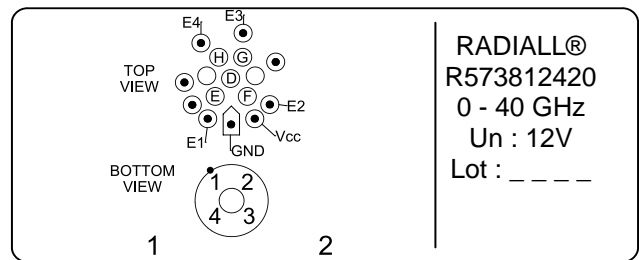 E4
E3
H G
TOP
VIEW
D
E F
E2
E1
Vcc
GND
BOTTOM
VIEW
1 2
4 3
1 2
RADIALL®
R573812420
0 - 40 GHz
Un : 12V
Lot : _ _ _ _